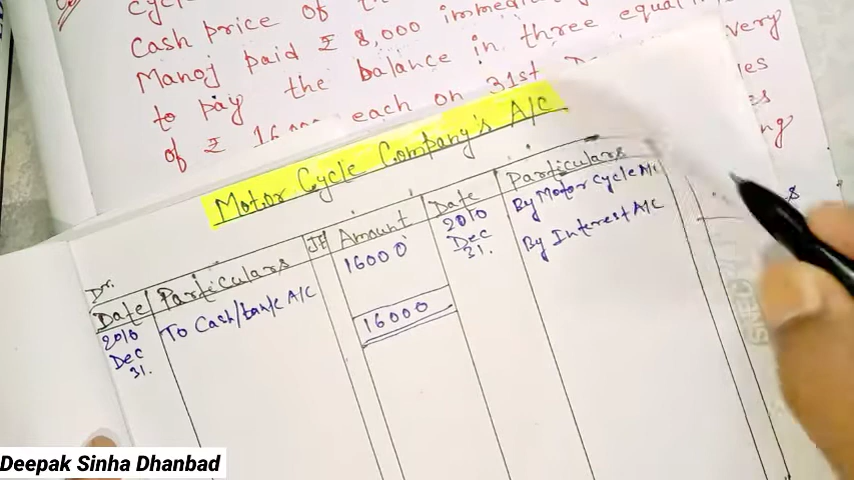 Cash price of
Manoj paid ₹ 8,000 immedi
to pay the balance in three equal
of ₹ 16000 each on 31st
very
Motor Cycle Company's A/C
Dr.
Date Particulars JF Amount Date Particulars
2010 Dec 31. To Cash/bank A/C 16000 2010 Dec 31. By Motor Cycle A/c
By Interest A/C
16000
Deepak Sinha Dhanbad